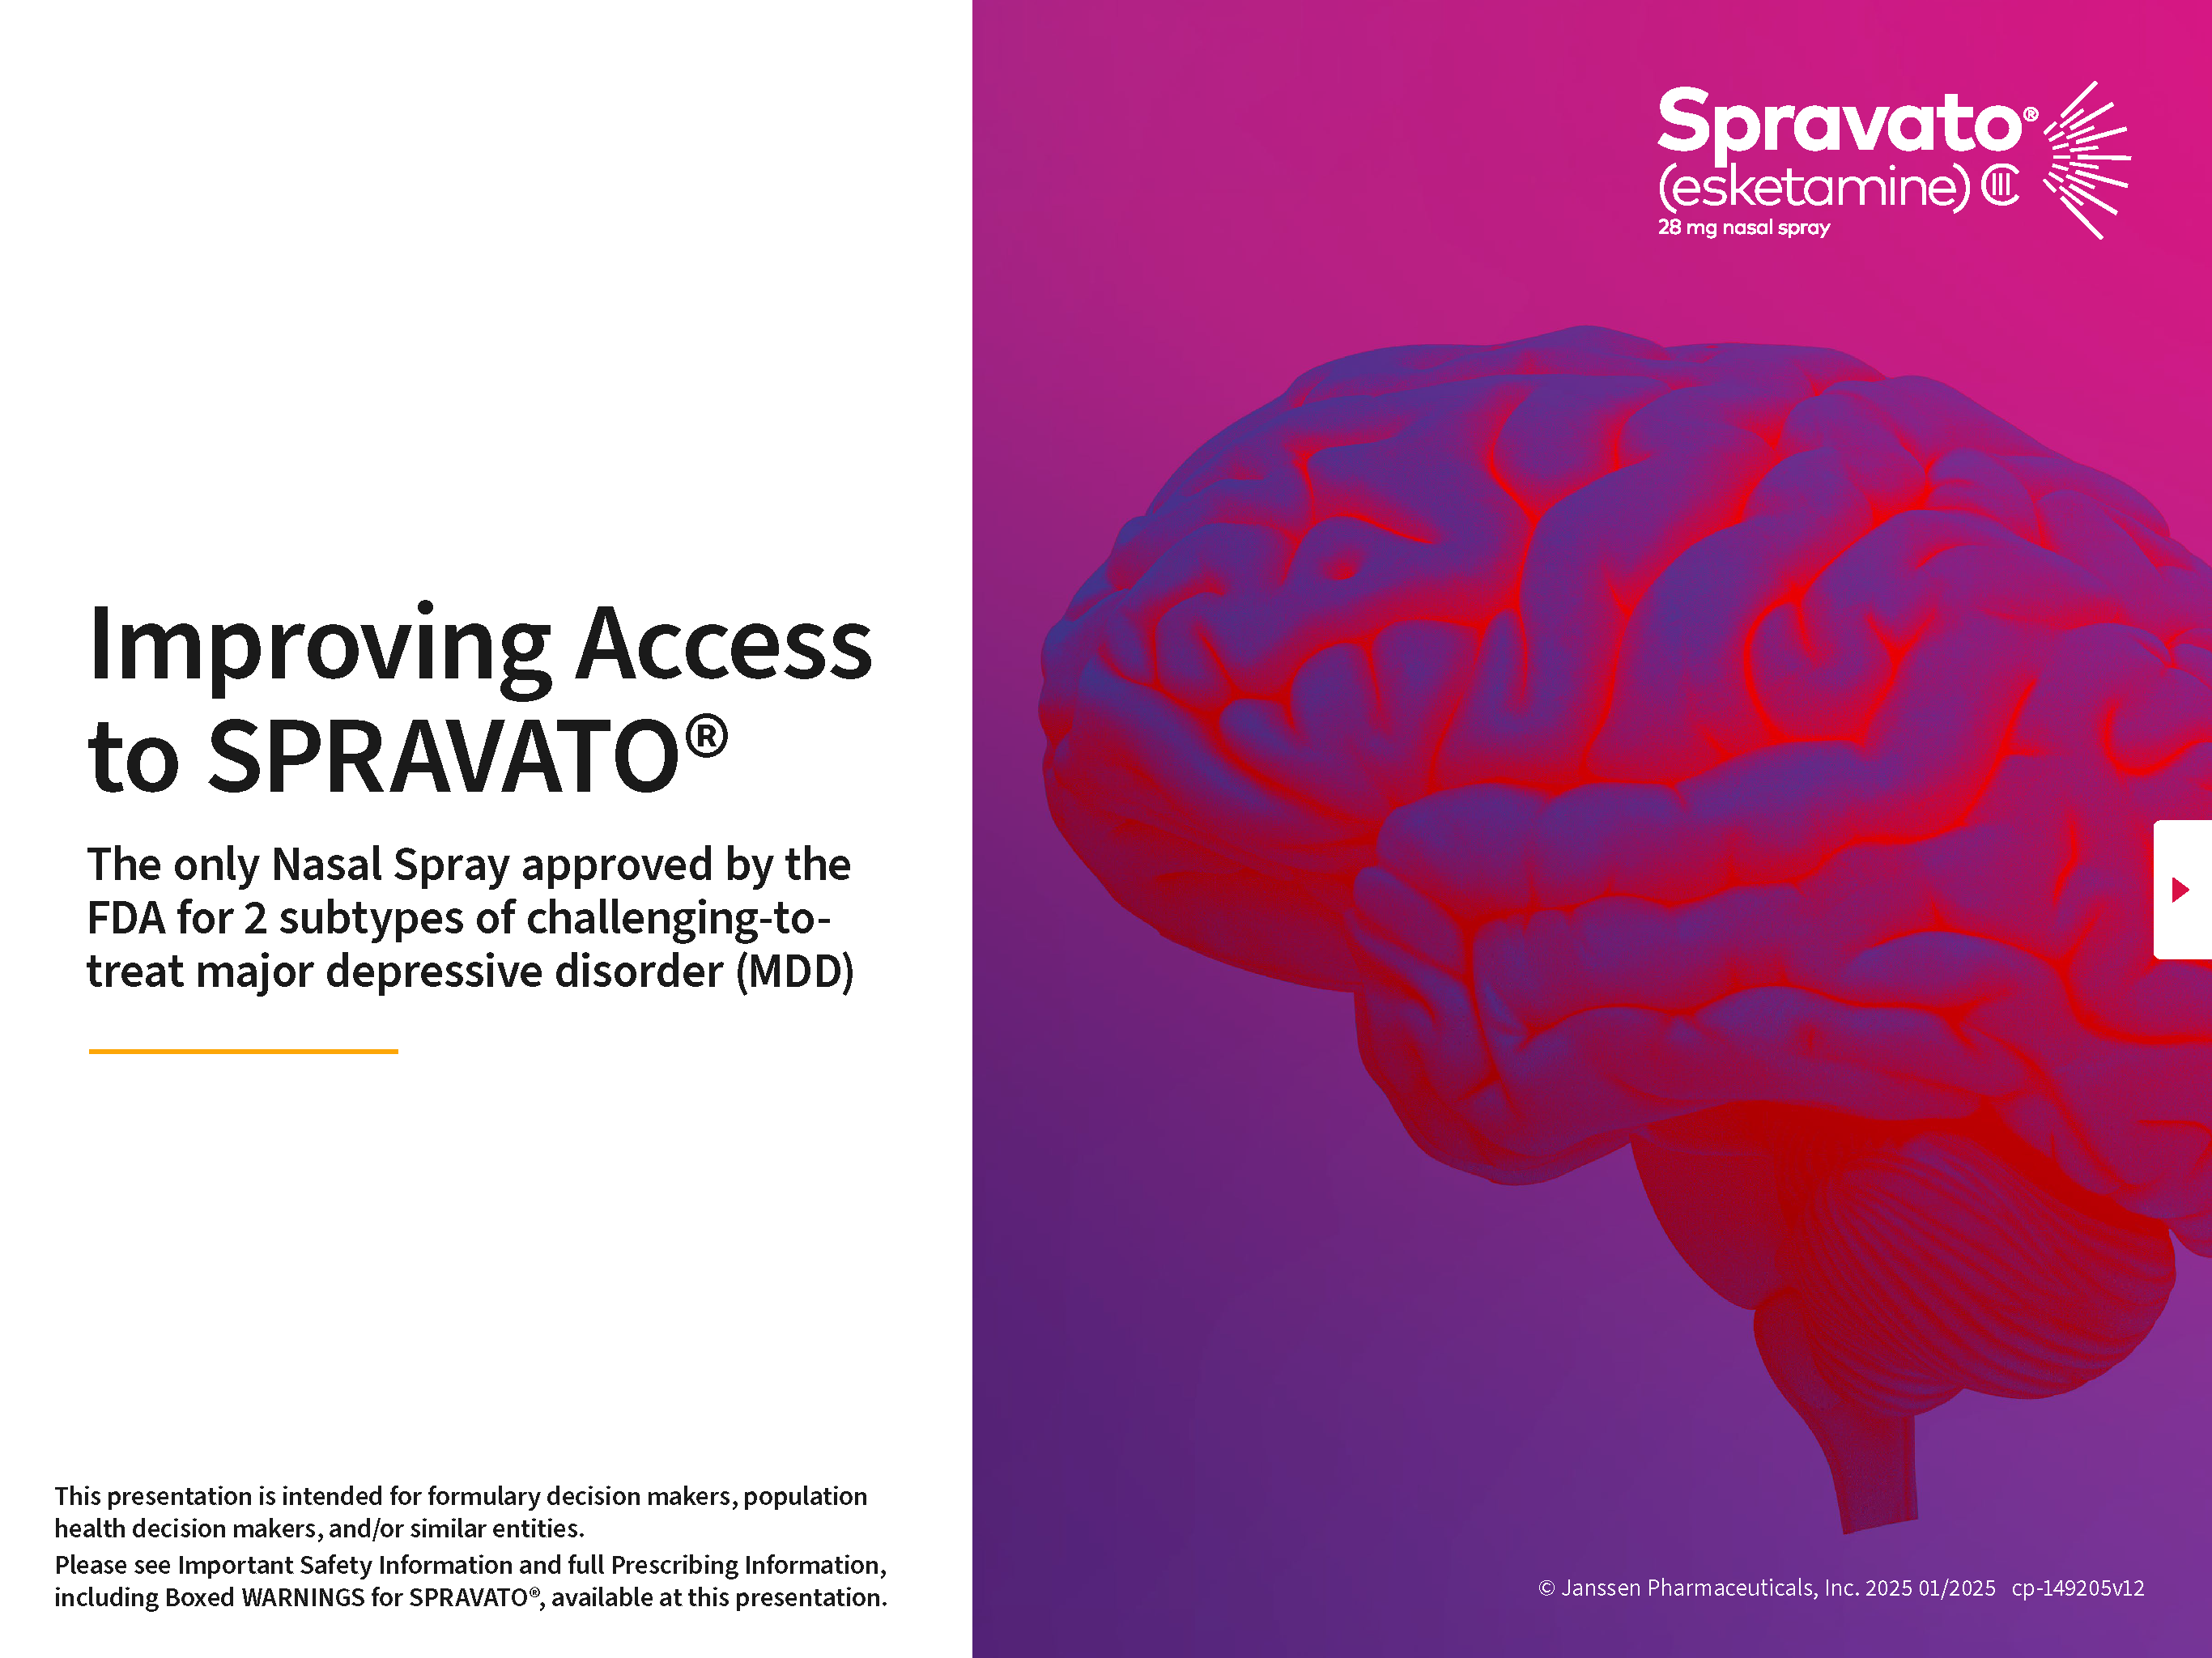 Improving Access
to SPRAVATO®
The only Nasal Spray approved by the
FDA for 2 subtypes of challenging-to-
treat major depressive disorder (MDD)
This presentation is intended for formulary decision makers, population
health decision makers, and/or similar entities.
Please see Important Safety Information and full Prescribing Information,
including Boxed WARNINGS for SPRAVATO®, available at this presentation.
Spravato®
(esketamine) CIII
28 mg nasal spray
© Janssen Pharmaceuticals, Inc. 2025 01/2025 cp-149205v12